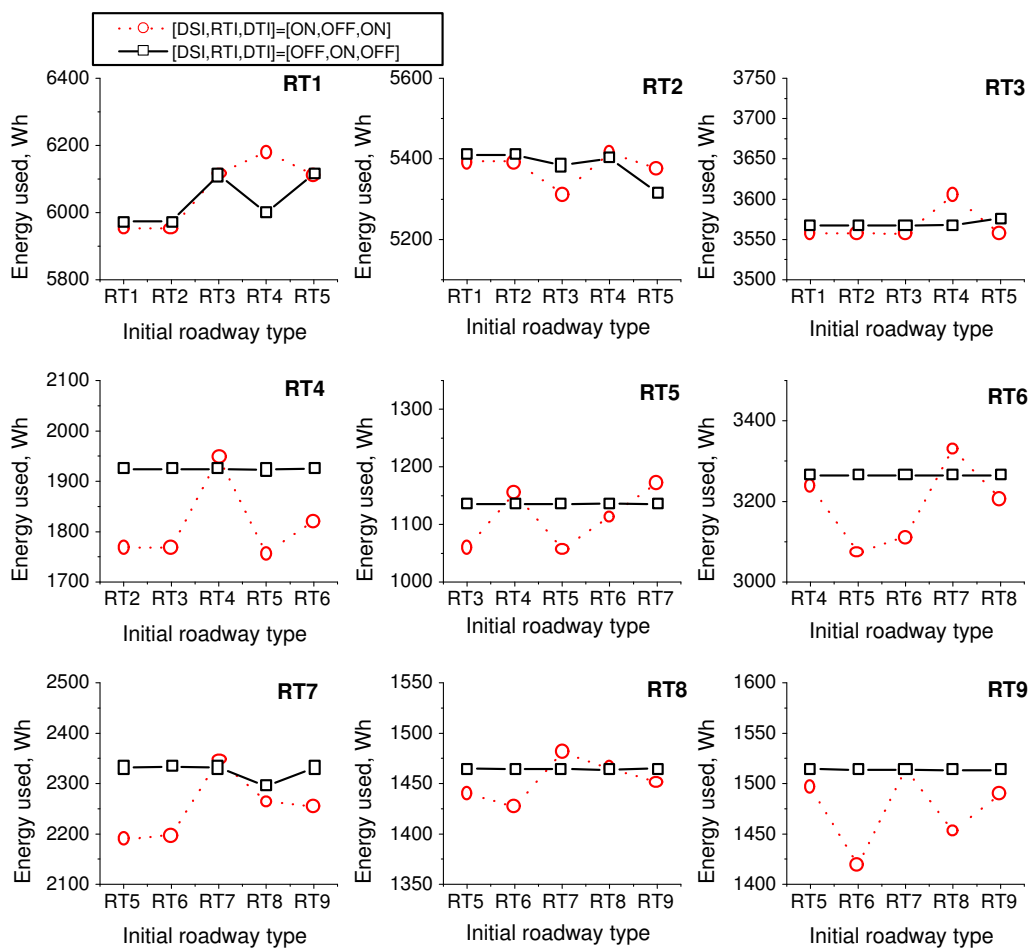 [DSI,RTI,DTI]=[ON,OFF,ON]
[DSI,RTI,DTI]=[OFF,ON,OFF]
RT1
Energy used, Wh
6400
6200
6000
5800
RT1 RT2 RT3 RT4 RT5
Initial roadway type
RT2
Energy used, Wh
5600
5400
5200
RT1 RT2 RT3 RT4 RT5
Initial roadway type
RT3
Energy used, Wh
3750
3700
3650
3600
3550
3500
RT1 RT2 RT3 RT4 RT5
Initial roadway type
RT4
Energy used, Wh
2100
2000
1900
1800
1700
RT2 RT3 RT4 RT5 RT6
Initial roadway type
RT5
Energy used, Wh
1300
1200
1100
1000
RT3 RT4 RT5 RT6 RT7
Initial roadway type
RT6
Energy used, Wh
3400
3200
3000
RT4 RT5 RT6 RT7 RT8
Initial roadway type
RT7
Energy used, Wh
2500
2400
2300
2200
2100
RT5 RT6 RT7 RT8 RT9
Initial roadway type
RT8
Energy used, Wh
1550
1500
1450
1400
1350
RT5 RT6 RT7 RT8 RT9
Initial roadway type
RT9
Energy used, Wh
1600
1550
1500
1450
1400
RT5 RT6 RT7 RT8 RT9
Initial roadway type